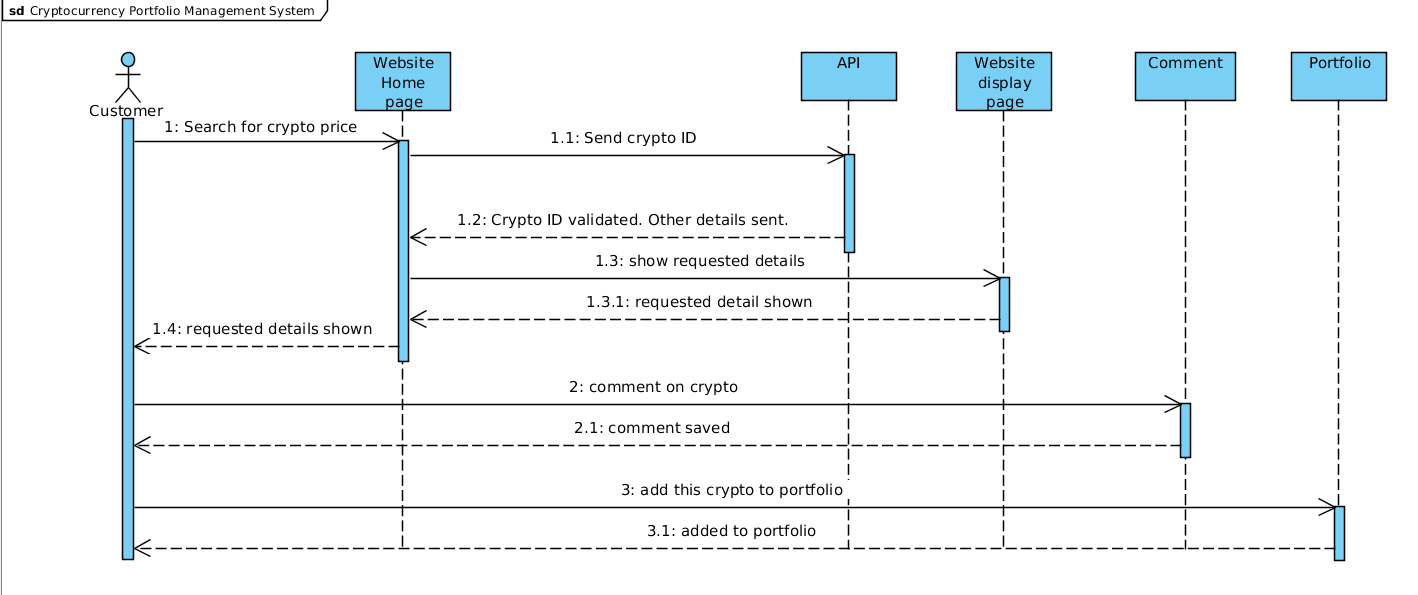 sd Cryptocurrency Portfolio Management System
Website
Home
page
API
Website
display
page
Comment
Portfolio
Customer
1: Search for crypto price
1.1: Send crypto ID
1.2: Crypto ID validated. Other details sent.
1.3: show requested details
1.3.1: requested detail shown
1.4: requested details shown
2: comment on crypto
2.1: comment saved
3: add this crypto to portfolio
3.1: added to portfolio